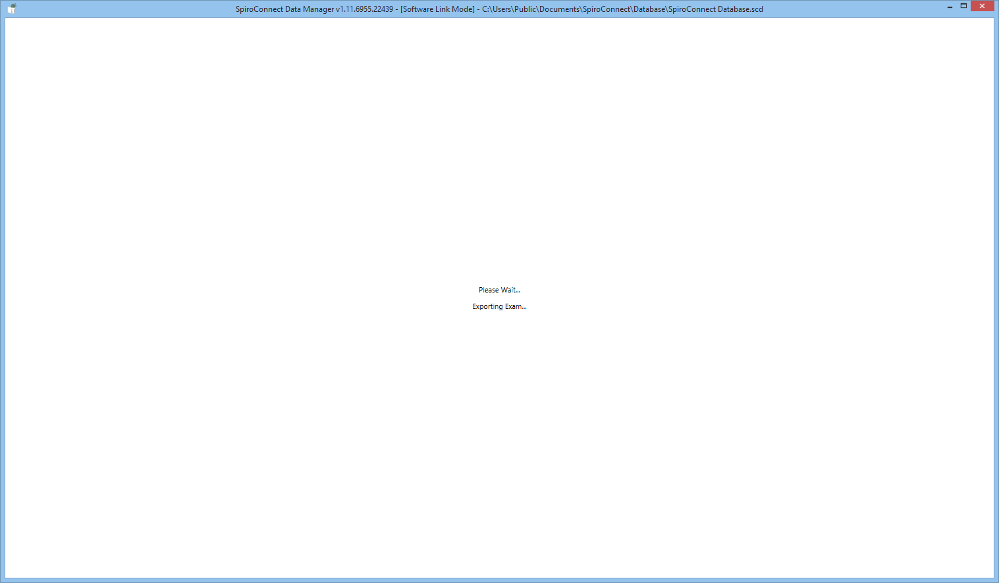 SpiroConnect Data Manager v1.11.6955.22439 - [Software Link Mode] - C:\Users\Public\Documents\SpiroConnect\Database\SpiroConnect Database.scd
Please Wait...
Exporting Exam...